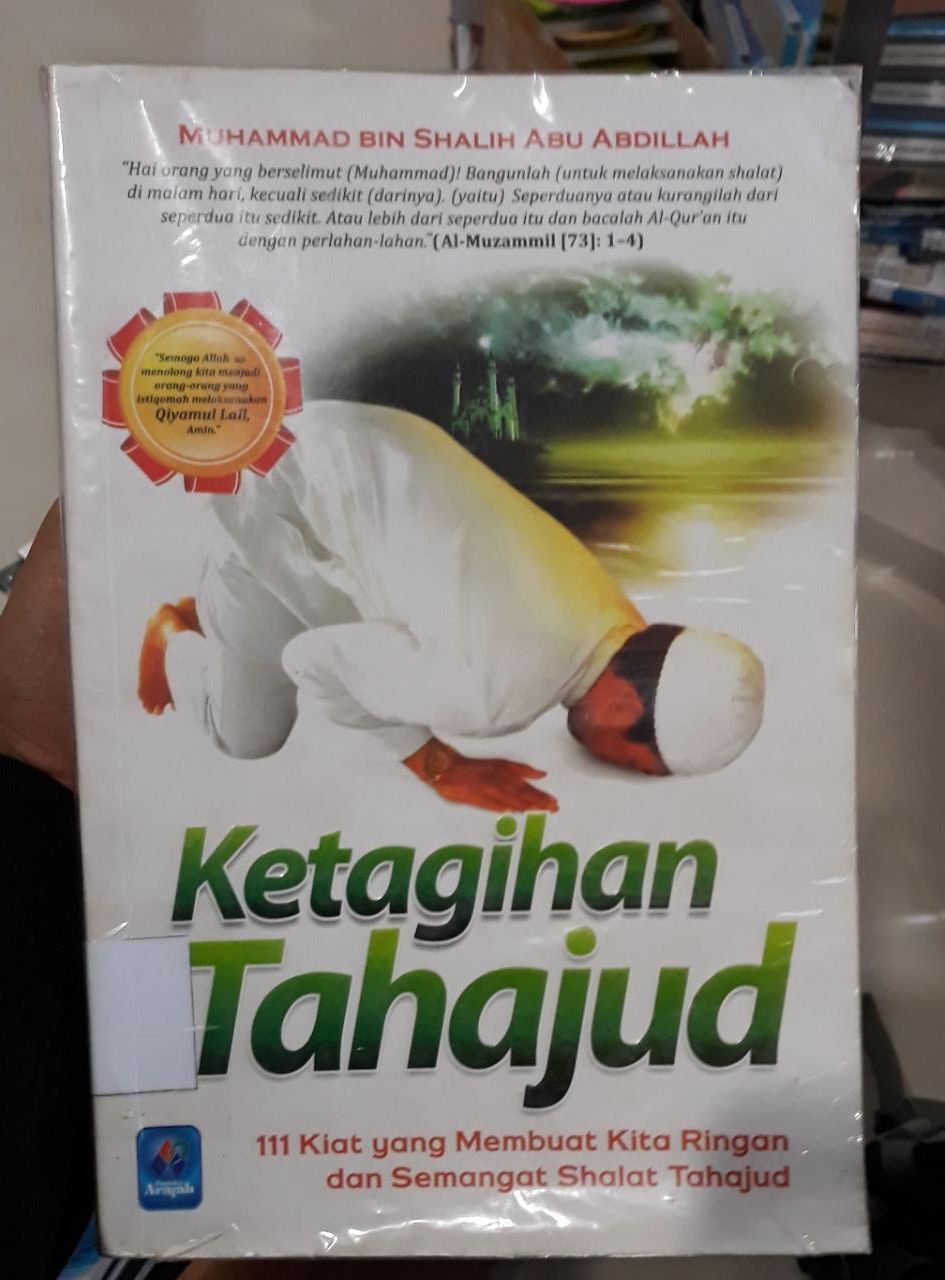 MUHAMMAD BIN SHALIH ABU ABDILLAH
"Hai orang yang berselimut (Muhammad)! Bangunlah (untuk melaksanakan shalat)
di malam hari, kecuali sedikit (darinya). (yaitu) Seperduanya atau kurangilah dari
seperdua itu sedikit. Atau lebih dari seperdua itu dan bacalah Al-Qur'an itu
dengan perlahan-lahan."(Al-Muzammil [73]: 1-4)
"Semoga Allah
menolong kita menjadi
orang-orang yang
istiqomah melaksanakan
Qiyamul Lail,
Amin."
Ketagihan
Tahajud
111 Kiat yang Membuat Kita Ringan
dan Semangat Shalat Tahajud
Pustaka
Arafah